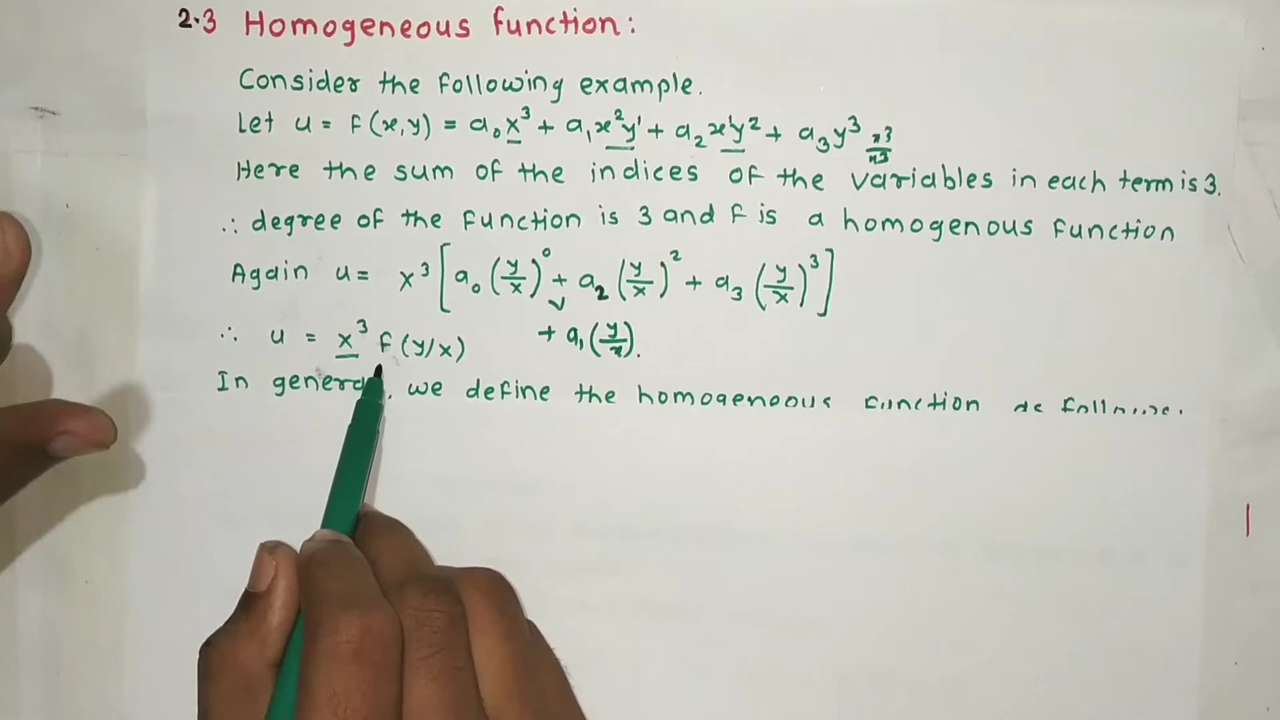 2.3 Homogeneous function:
Consider the following example.
Let u = f(x,y) = a₀x³ + a₁x²y¹ + a₂x¹y² + a₃y³ x³/x³
Here the sum of the indices of the variables in each term is 3.
∴ degree of the function is 3 and f is a homogenous function
Again u = x³ [a₀(y/x)⁰ + a₂(y/x)² + a₃(y/x)³]
∴ u = x³ f(y/x) + a₁(y/x).
In general, we define the homogeneous function as follows.